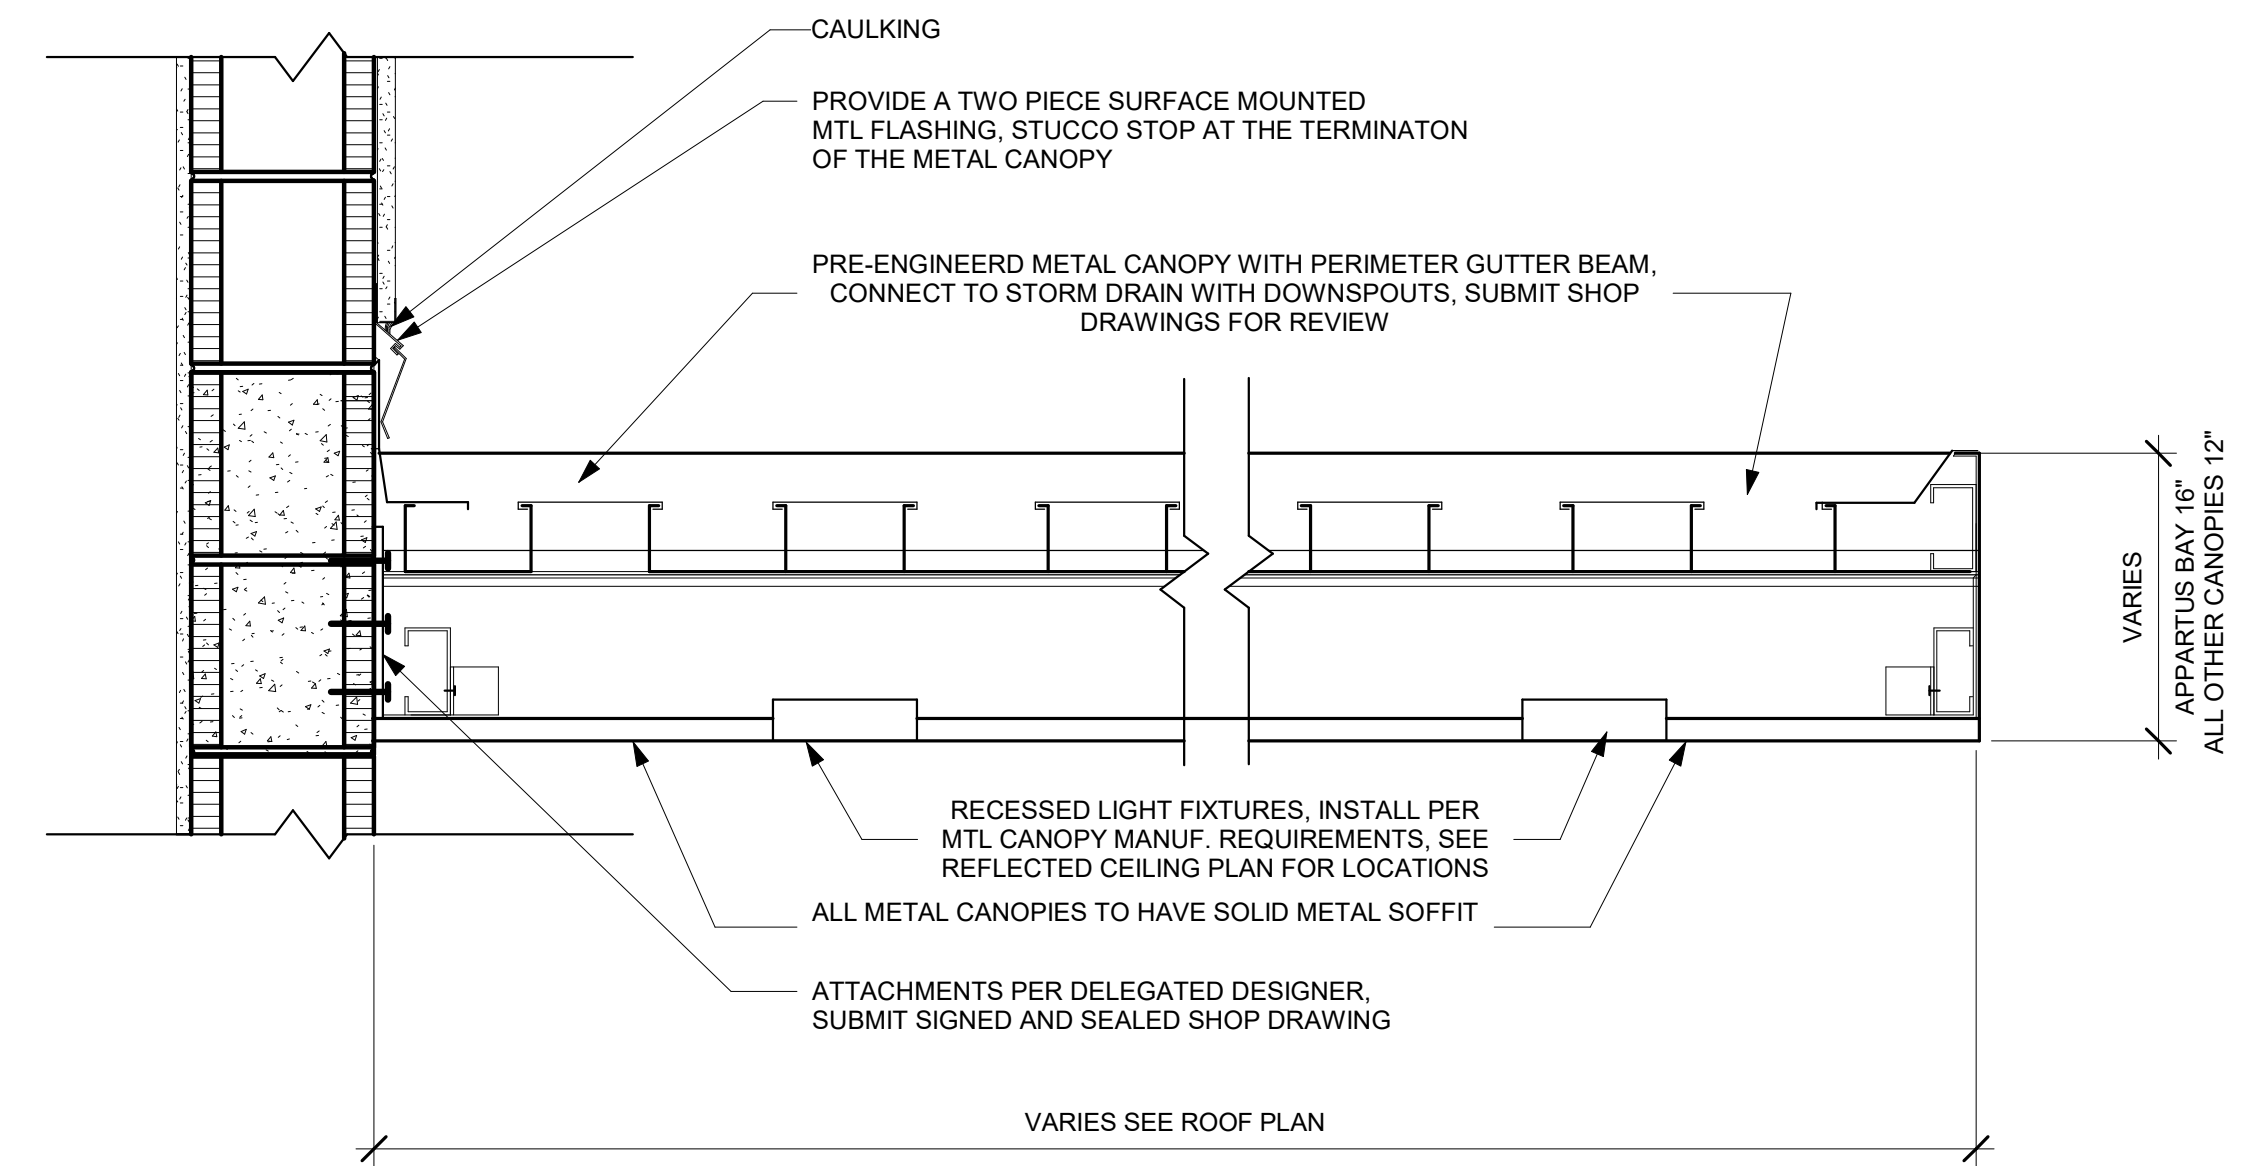 CAULKING
PROVIDE A TWO PIECE SURFACE MOUNTED
MTL FLASHING, STUCCO STOP AT THE TERMINATON
OF THE METAL CANOPY
PRE-ENGINEERD METAL CANOPY WITH PERIMETER GUTTER BEAM,
CONNECT TO STORM DRAIN WITH DOWNSPOUTS, SUBMIT SHOP
DRAWINGS FOR REVIEW
VARIES
APPARTUS BAY 16"
ALL OTHER CANOPIES 12"
RECESSED LIGHT FIXTURES, INSTALL PER
MTL CANOPY MANUF. REQUIREMENTS, SEE
REFLECTED CEILING PLAN FOR LOCATIONS
ALL METAL CANOPIES TO HAVE SOLID METAL SOFFIT
ATTACHMENTS PER DELEGATED DESIGNER,
SUBMIT SIGNED AND SEALED SHOP DRAWING
VARIES SEE ROOF PLAN